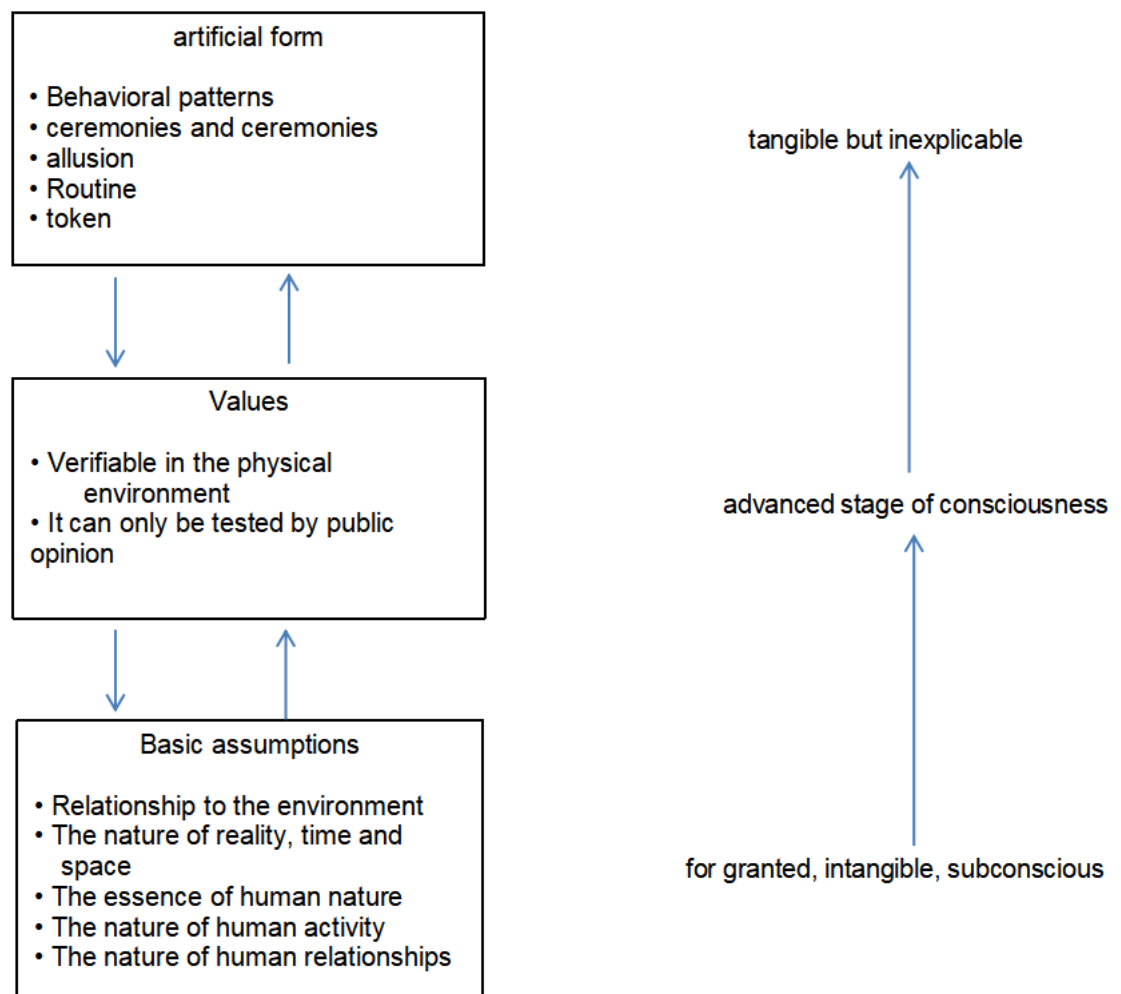 artificial form
• Behavioral patterns
• ceremonies and ceremonies
• allusion
• Routine
• token
tangible but inexplicable
Values
• Verifiable in the physical
environment
• It can only be tested by public
opinion
advanced stage of consciousness
Basic assumptions
• Relationship to the environment
• The nature of reality, time and
space
• The essence of human nature
• The nature of human activity
• The nature of human relationships
for granted, intangible, subconscious